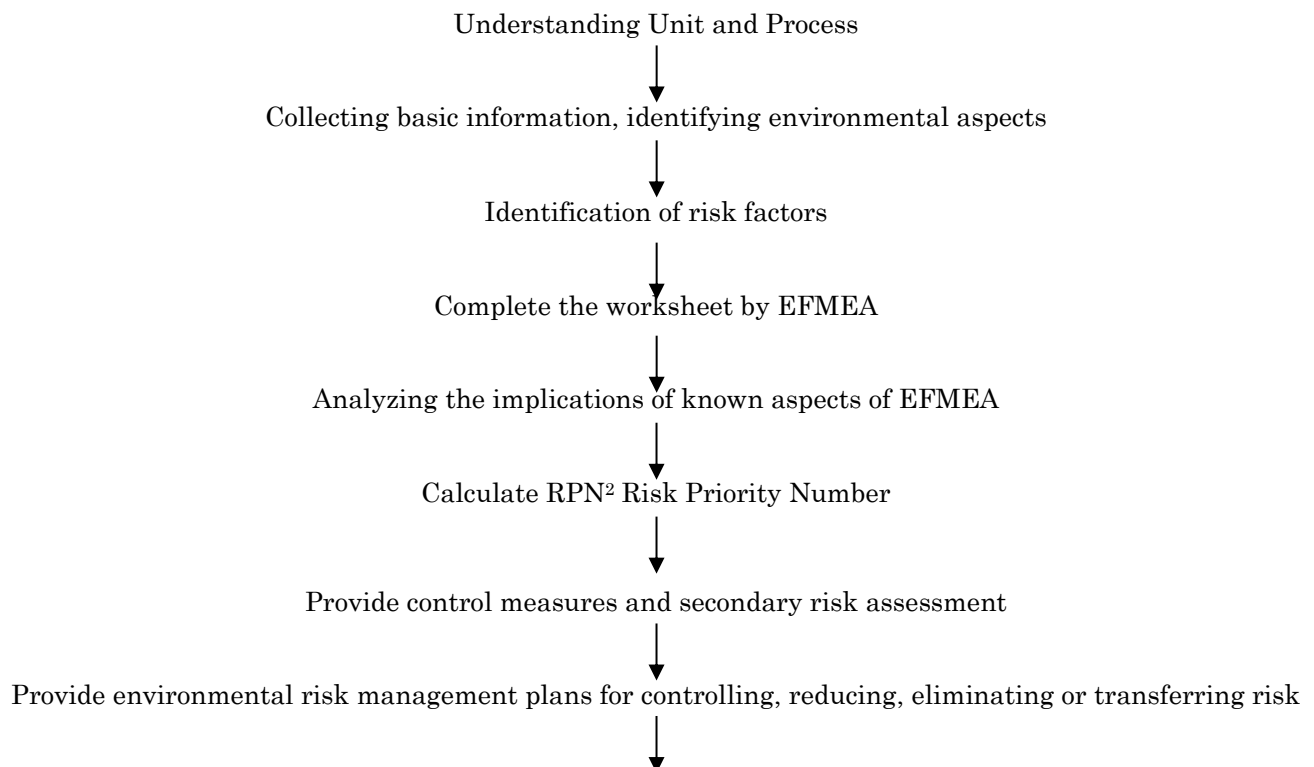 Understanding Unit and Process
Collecting basic information, identifying environmental aspects
Identification of risk factors
Complete the worksheet by EFMEA
Analyzing the implications of known aspects of EFMEA
Calculate RPN² Risk Priority Number
Provide control measures and secondary risk assessment
Provide environmental risk management plans for controlling, reducing, eliminating or transferring risk